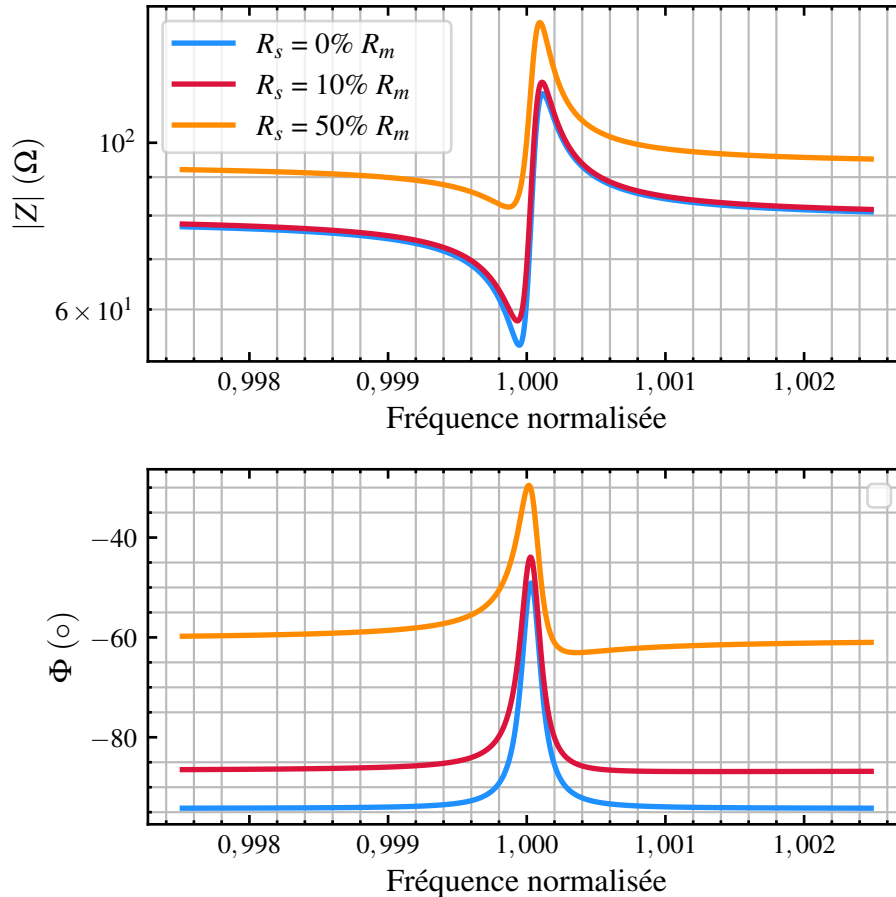 R_s = 0% R_m
R_s = 10% R_m
R_s = 50% R_m
|Z| (Ω)
10²
6 × 10¹
0,998 0,999 1,000 1,001 1,002
Fréquence normalisée
Φ (∘)
−40
−60
−80
0,998 0,999 1,000 1,001 1,002
Fréquence normalisée